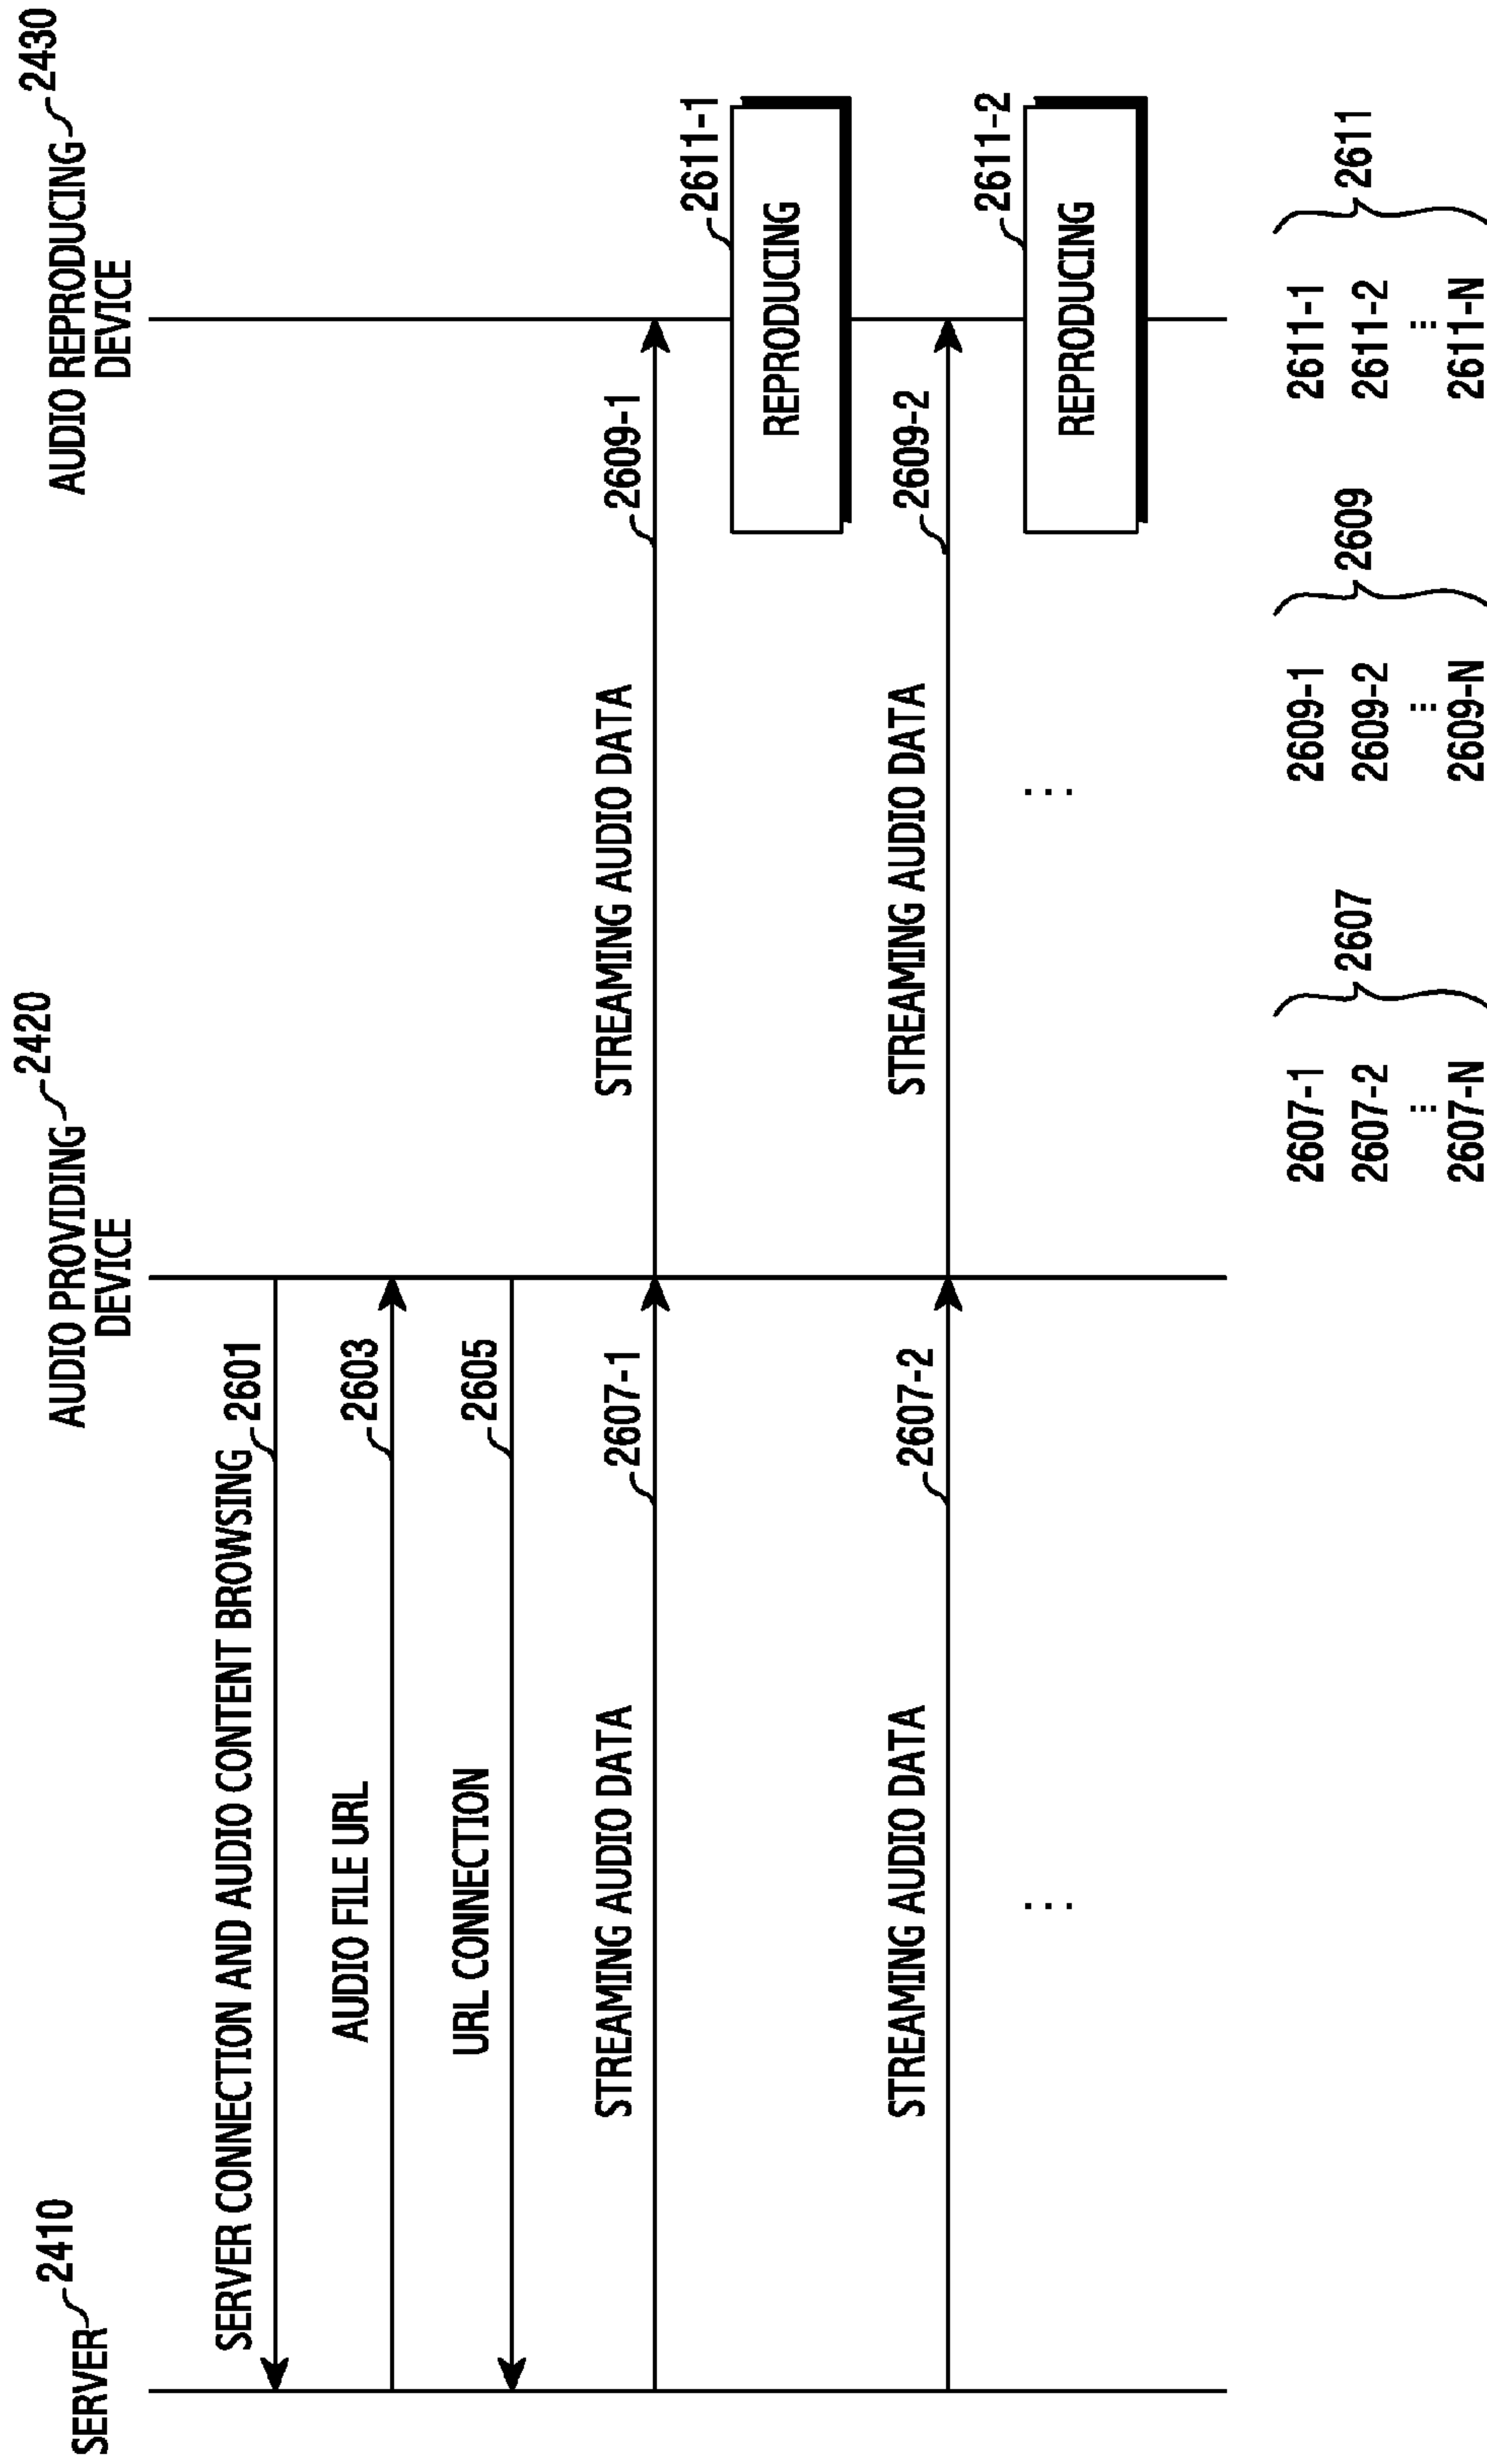 SERVER 2410
AUDIO PROVIDING 2420
DEVICE
AUDIO REPRODUCING 2430
DEVICE
SERVER CONNECTION AND AUDIO CONTENT BROWSING 2601
AUDIO FILE URL 2603
URL CONNECTION 2605
STREAMING AUDIO DATA 2607-1
STREAMING AUDIO DATA 2609-1
2611-1
REPRODUCING
STREAMING AUDIO DATA 2607-2
STREAMING AUDIO DATA 2609-2
2611-2
REPRODUCING
...
...
2607-1
2607-2
...
2607-N
2607
2609-1
2609-2
...
2609-N
2609
2611-1
2611-2
...
2611-N
2611